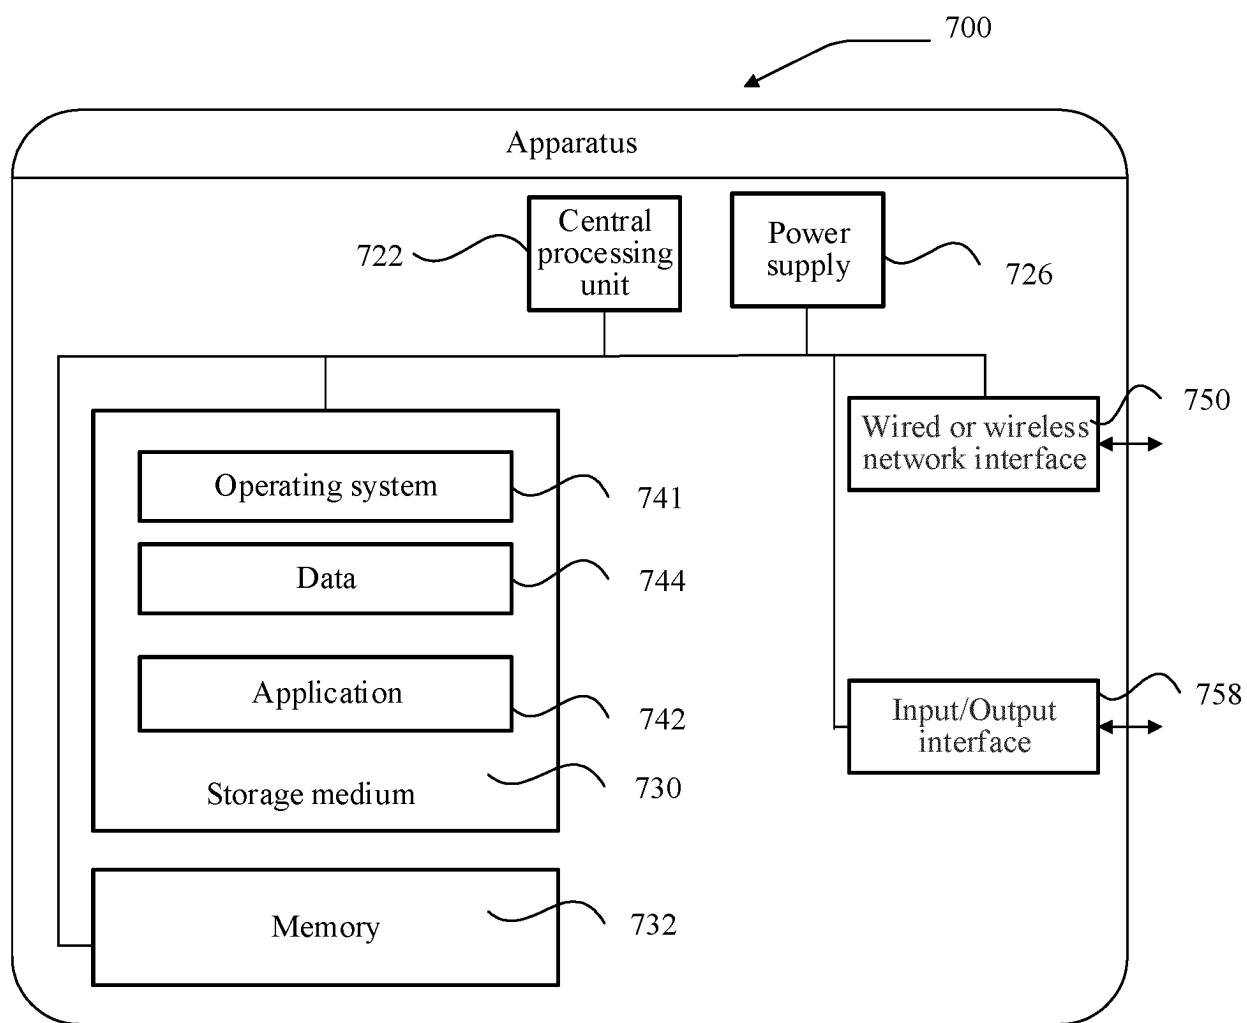 700
Apparatus
Central
processing
unit
722
Power
supply
726
Wired or wireless
network interface
750
Operating system
741
Data
744
Application
742
Storage medium
730
Input/Output
interface
758
Memory
732